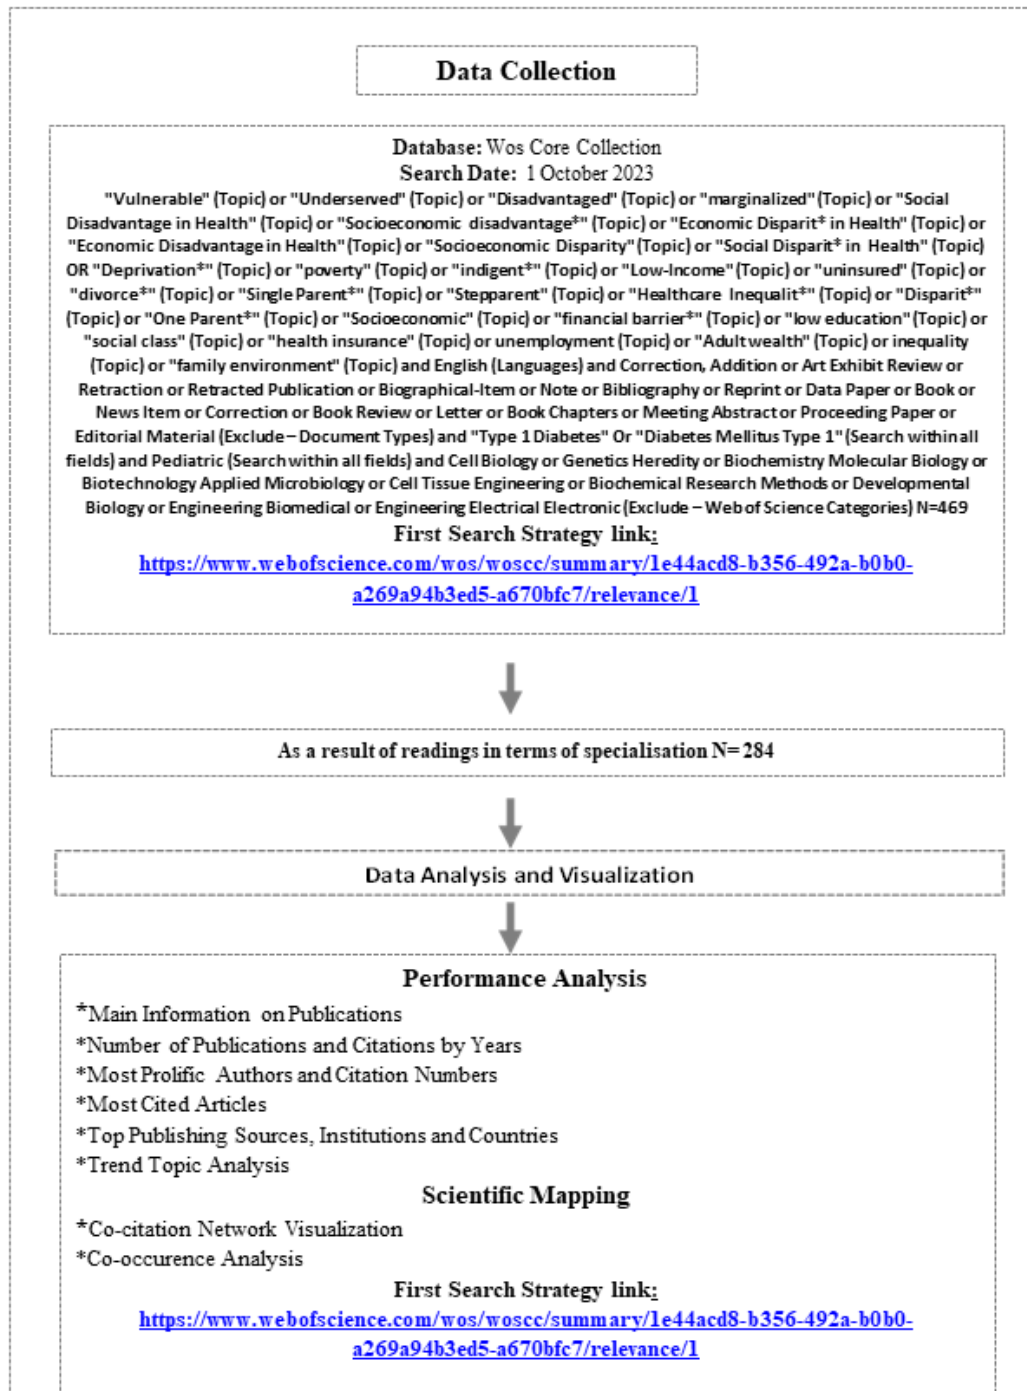 Data Collection
Database: Wos Core Collection
Search Date: 1 October 2023
"Vulnerable" (Topic) or "Underserved" (Topic) or "Disadvantaged" (Topic) or "marginalized" (Topic) or "Social
Disadvantage in Health" (Topic) or "Socioeconomic disadvantage*" (Topic) or "Economic Disparit* in Health" (Topic) or
"Economic Disadvantage in Health" (Topic) or "Socioeconomic Disparity" (Topic) or "Social Disparit* in Health" (Topic)
OR "Deprivation*" (Topic) or "poverty" (Topic) or "indigent*" (Topic) or "Low-Income" (Topic) or "uninsured" (Topic) or
"divorce*" (Topic) or "Single Parent*" (Topic) or "Stepparent" (Topic) or "Healthcare Inequalit*" (Topic) or "Disparit*"
(Topic) or "One Parent*" (Topic) or "Socioeconomic" (Topic) or "financial barrier*" (Topic) or "low education" (Topic) or
"social class" (Topic) or "health insurance" (Topic) or unemployment (Topic) or "Adult wealth" (Topic) or inequality
(Topic) or "family environment" (Topic) and English (Languages) and Correction, Addition or Art Exhibit Review or
Retraction or Retracted Publication or Biographical-Item or Note or Bibliography or Reprint or Data Paper or Book or
News Item or Correction or Book Review or Letter or Book Chapters or Meeting Abstract or Proceeding Paper or
Editorial Material (Exclude – Document Types) and "Type 1 Diabetes" Or "Diabetes Mellitus Type 1" (Search within all
fields) and Pediatric (Search within all fields) and Cell Biology or Genetics Heredity or Biochemistry Molecular Biology or
Biotechnology Applied Microbiology or Cell Tissue Engineering or Biochemical Research Methods or Developmental
Biology or Engineering Biomedical or Engineering Electrical Electronic (Exclude – Web of Science Categories) N=469
First Search Strategy link:
https://www.webofscience.com/wos/woscc/summary/1e44acd8-b356-492a-b0b0-
a269a94b3ed5-a670bfc7/relevance/1
As a result of readings in terms of specialisation N= 284
Data Analysis and Visualization
Performance Analysis
*Main Information on Publications
*Number of Publications and Citations by Years
*Most Prolific Authors and Citation Numbers
*Most Cited Articles
*Top Publishing Sources, Institutions and Countries
*Trend Topic Analysis
Scientific Mapping
*Co-citation Network Visualization
*Co-occurence Analysis
First Search Strategy link:
https://www.webofscience.com/wos/woscc/summary/1e44acd8-b356-492a-b0b0-
a269a94b3ed5-a670bfc7/relevance/1